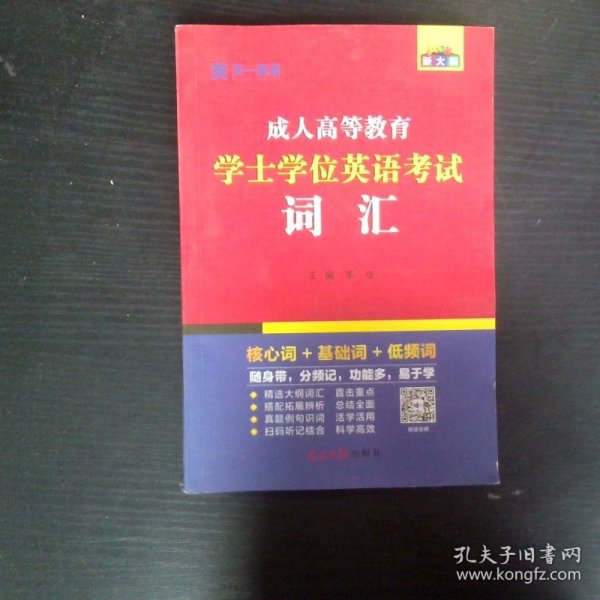 天一教育
新大纲
成人高等教育
学士学位英语考试
词汇
主编 李佳
核心词 + 基础词 + 低频词
随身带，分频记，功能多，易于学
精选大纲词汇 直击重点
搭配拓展辨析 总结全面
真题例句识词 活学活用
扫码听记结合 科学高效
出版社
孔夫子旧书网
www.kongfz.com